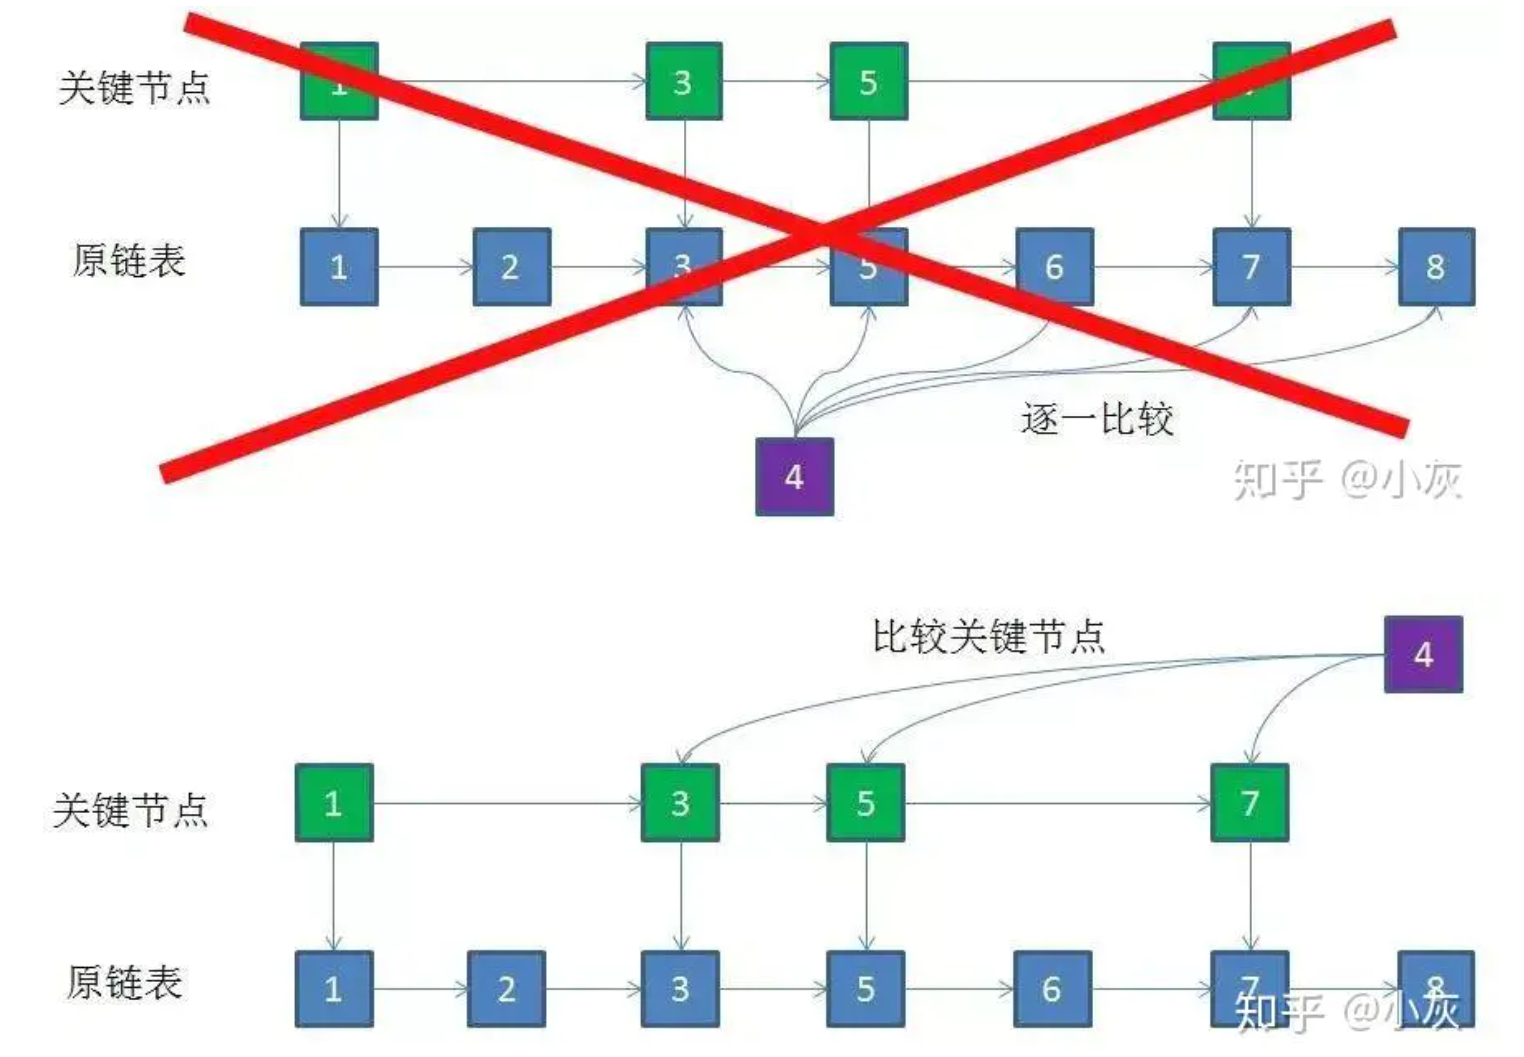 关键节点 1 3 5
原链表 1 2 3 5 6 7 8
逐一比较
4
知乎 @小灰
比较关键节点 4
关键节点 1 3 5 7
原链表 1 2 3 5 6 7 8
知乎 @小灰